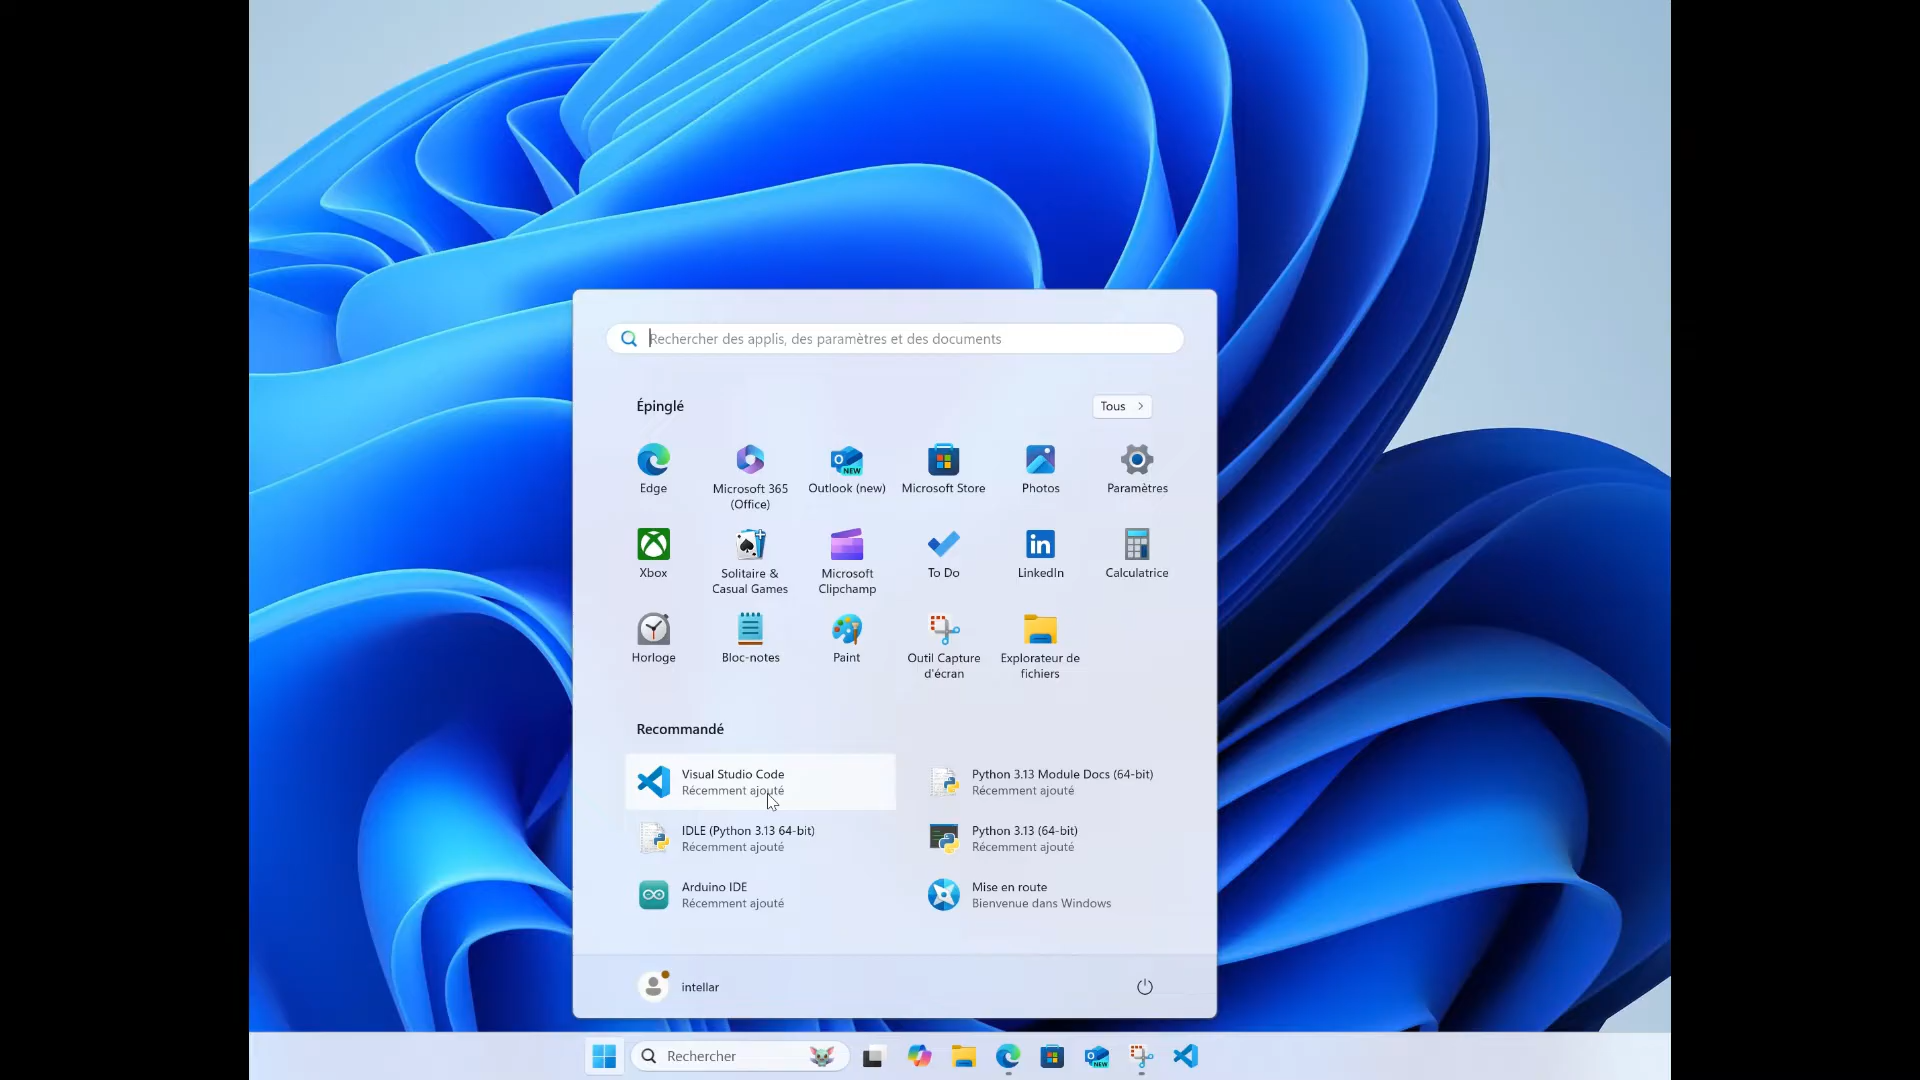 Rechercher des applis, des paramètres et des documents
Épinglé
Tous
Edge
Microsoft 365
(Office)
Outlook (new)
Microsoft Store
Photos
Paramètres
Xbox
Solitaire &
Casual Games
Microsoft
Clipchamp
To Do
LinkedIn
Calculatrice
Horloge
Bloc-notes
Paint
Outil Capture
d'écran
Explorateur de
fichiers
Recommandé
Visual Studio Code
Récemment ajouté
Python 3.13 Module Docs (64-bit)
Récemment ajouté
IDLE (Python 3.13 64-bit)
Récemment ajouté
Python 3.13 (64-bit)
Récemment ajouté
Arduino IDE
Récemment ajouté
Mise en route
Bienvenue dans Windows
intellar
Rechercher